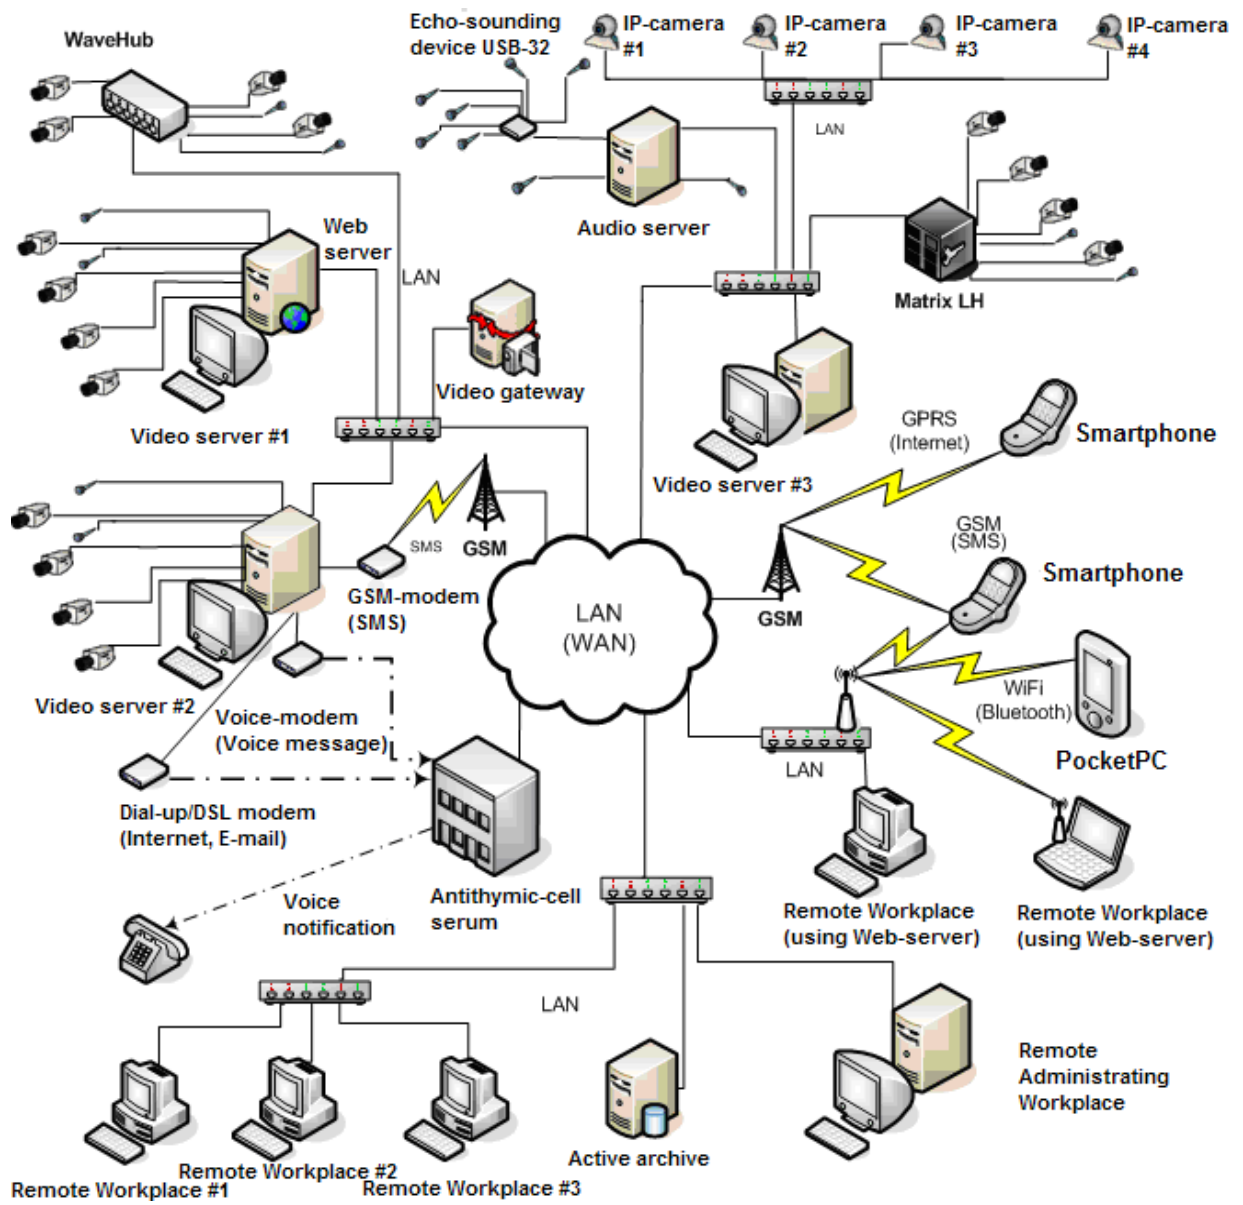 WaveHub
Echo-sounding
device USB-32
IP-camera
#1
IP-camera
#2
IP-camera
#3
IP-camera
#4
LAN
Audio server
Matrix LH
Web
server
LAN
Video gateway
Video server #1
Video server #3
GPRS
(Internet)
Smartphone
GSM
(SMS)
Smartphone
GSM
SMS
GSM
GSM-modem
(SMS)
LAN
(WAN)
Video server #2
Voice-modem
(Voice message)
WiFi
(Bluetooth)
PocketPC
LAN
Dial-up/DSL modem
(Internet, E-mail)
Antithymic-cell
serum
Voice
notification
Remote Workplace
(using Web-server)
Remote Workplace
(using Web-server)
LAN
Remote
Administrating
Workplace
Active archive
Remote Workplace #1
Remote Workplace #2
Remote Workplace #3